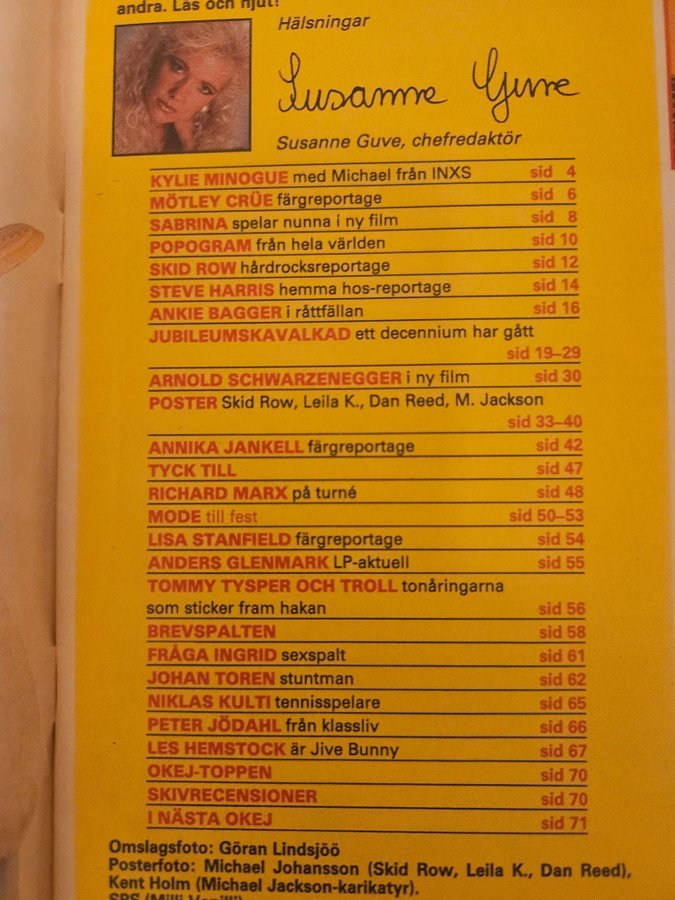 andra. Läs och njut!
Hälsningar
Susanne Guve
Susanne Guve, chefredaktör
KYLIE MINOGUE med Michael från INXS sid 4
MÖTLEY CRÜE färgreportage sid 6
SABRINA spelar nunna i ny film sid 8
POPOGRAM från hela världen sid 10
SKID ROW hårdrocksreportage sid 12
STEVE HARRIS hemma hos-reportage sid 14
ANKIE BAGGER i råttfällan sid 16
JUBILEUMSKAVALKAD ett decennium har gått
sid 19–29
ARNOLD SCHWARZENEGGER i ny film sid 30
POSTER Skid Row, Leila K., Dan Reed, M. Jackson
sid 33–40
ANNIKA JANKELL färgreportage sid 42
TYCK TILL sid 47
RICHARD MARX på turné sid 48
MODE till fest sid 50–53
LISA STANFIELD färgreportage sid 54
ANDERS GLENMARK LP-aktuell sid 55
TOMMY TYSPER OCH TROLL tonåringarna
som sticker fram hakan sid 56
BREVSPALTEN sid 58
FRÅGA INGRID sexspalt sid 61
JOHAN TOREN stuntman sid 62
NIKLAS KULTI tennisspelare sid 65
PETER JÖDAHL från klassliv sid 66
LES HEMSTOCK är Jive Bunny sid 67
OKEJ-TOPPEN sid 70
SKIVRECENSIONER sid 70
I NÄSTA OKEJ sid 71
Omslagsfoto: Göran Lindsjöö
Posterfoto: Michael Johansson (Skid Row, Leila K., Dan Reed),
Kent Holm (Michael Jackson-karikatyr).